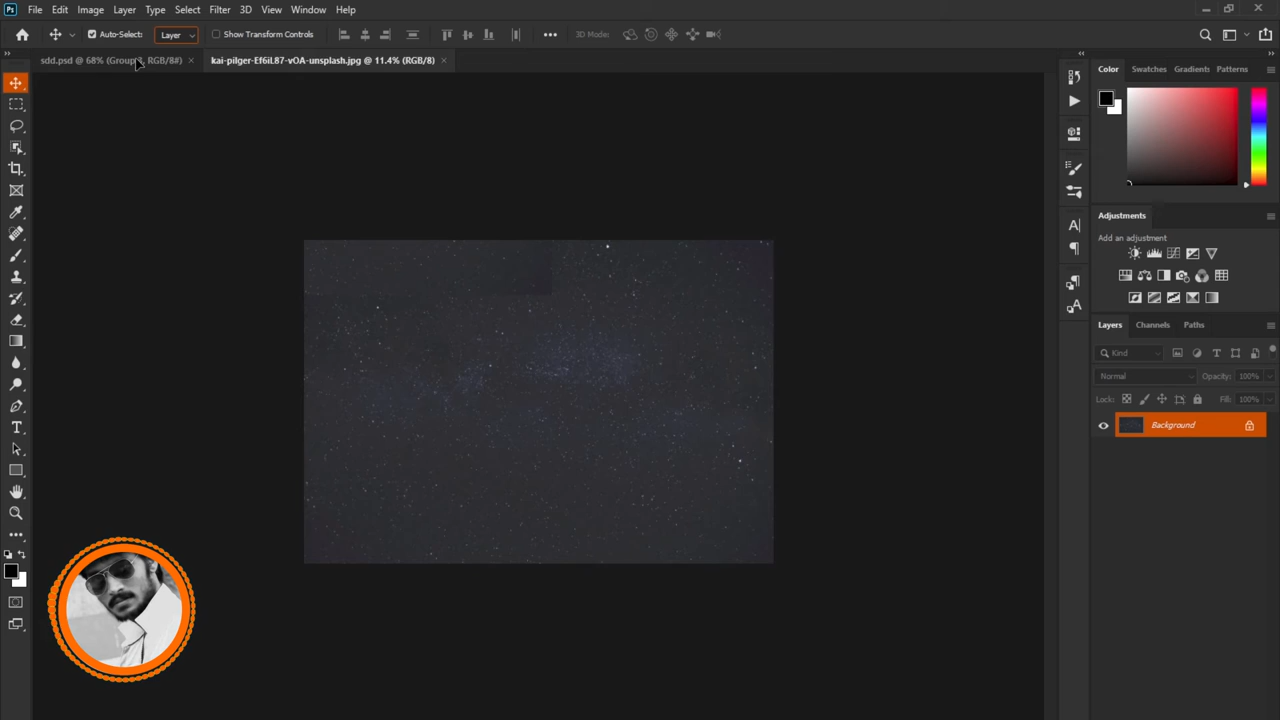 Ps File Edit Image Layer Type Select Filter 3D View Window Help
Auto-Select: Layer Show Transform Controls 3D Mode:
sdd.psd @ 68% (Group RGB/8#) × kai-pilger-Ef6iL87-vOA-unsplash.jpg @ 11.4% (RGB/8) ×
Color Swatches Gradients Patterns
Adjustments
Add an adjustment
Layers Channels Paths
Kind
Normal Opacity: 100%
Lock: Fill: 100%
Background